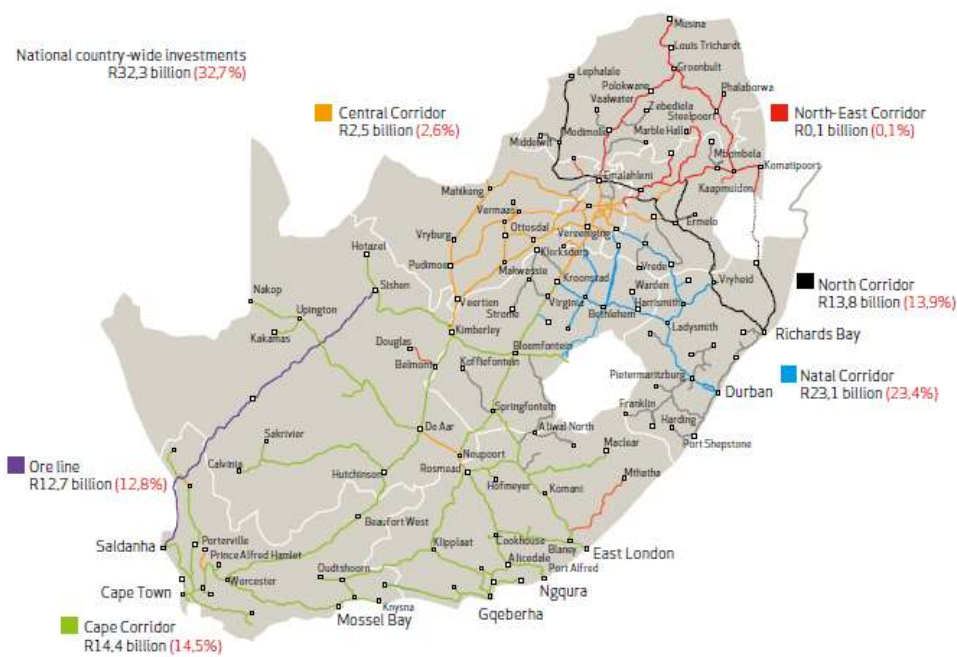 National country-wide investments
R32,3 billion (32,7%)
Central Corridor
R2,5 billion (2,6%)
North-East Corridor
R0,1 billion (0,1%)
North Corridor
R13,8 billion (13,9%)
Natal Corridor
R23,1 billion (23,4%)
Ore line
R12,7 billion (12,8%)
Cape Corridor
R14,4 billion (14,5%)
Musina
Louis Trichardt
Groenbult
Lephalale
Polokwane
Phalaborwa
Vaalwater
Zebediela
Steelpoort
Modimolle
Marble Hall
Middelwit
Mbombela
Komatipoort
Emalahleni
Kaapmuiden
Mahikeng
Vermaas
Ermelo
Ottosdal
Vereeniging
Vryburg
Klerksdorp
Hotazel
Pudimoe
Makwassie
Kroonstad
Vrede
Vryheid
Sishen
Nakop
Veertien
Virginia
Warden
Harrismith
Strome
Upington
Bethlehem
Ladysmith
Richards Bay
Kakamas
Kimberley
Douglas
Bloemfontein
Belmont
Koffiefontein
Pietermaritzburg
Durban
Franklin
Springfontein
Harding
De Aar
Aliwal North
Port Shepstone
Sakrivier
Maclear
Noupoort
Calvinia
Hutchinson
Rosmead
Mthatha
Hofmeyer
Komani
Beaufort West
Saldanha
Porterville
Klipplaat
Cookhouse
Blaney
East London
Prince Alfred Hamlet
Alicedale
Port Alfred
Oudtshoorn
Worcester
Ngqura
Cape Town
Knysna
Mossel Bay
Gqeberha